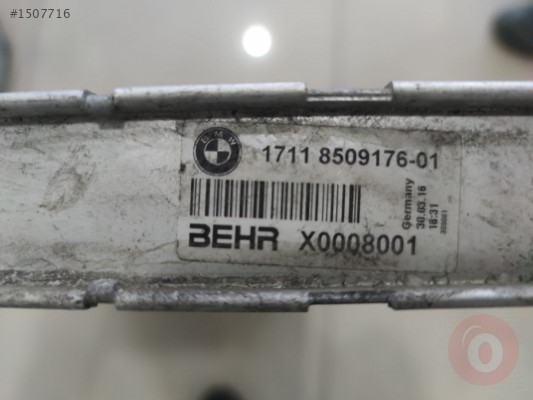 #1507716
BMW
1711 8509176-01
BEHR X0008001
Germany
30.03.16
16:31
O